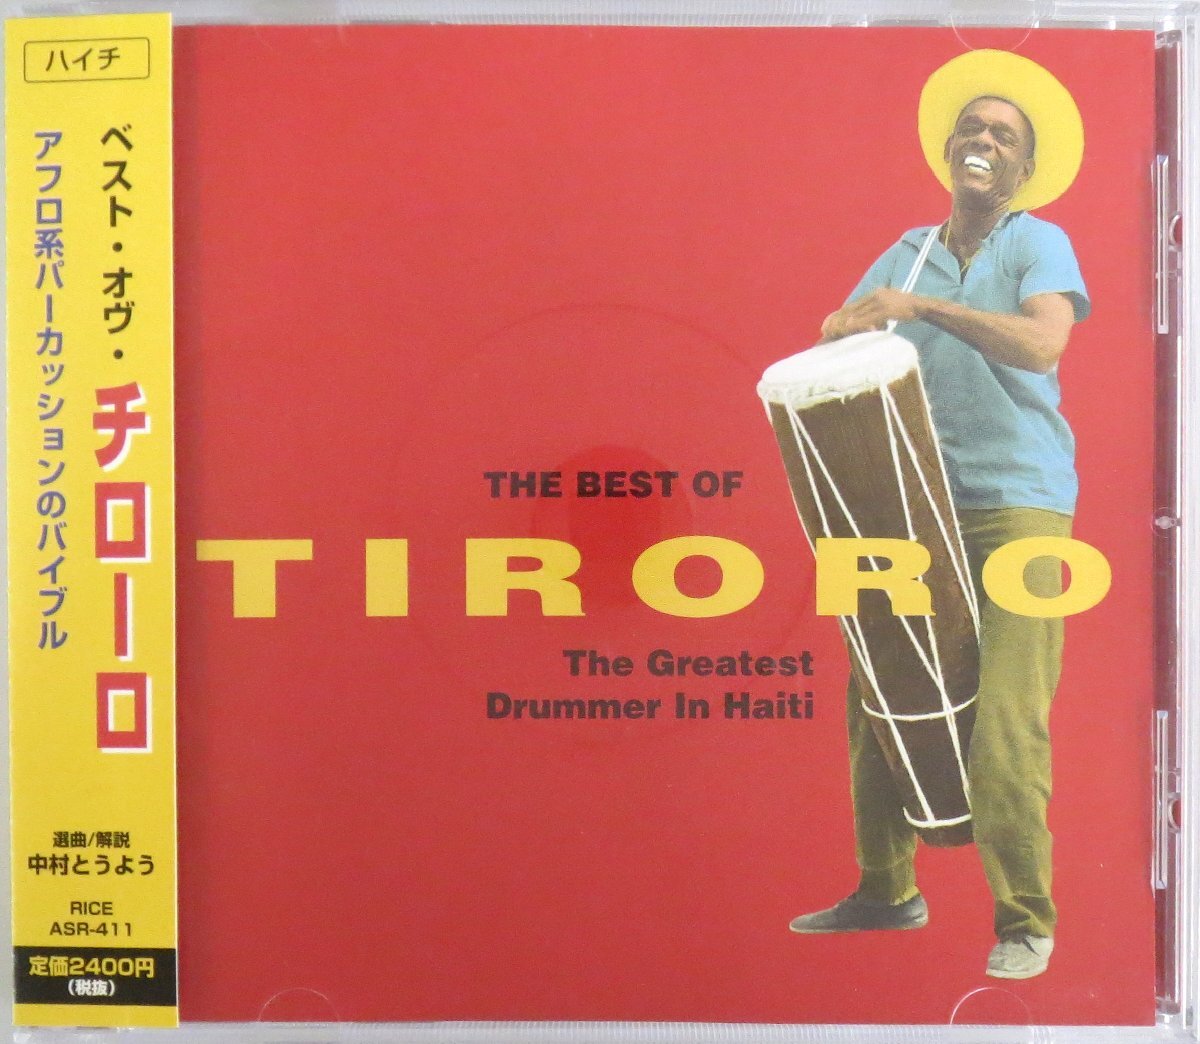 ハイチ
ベスト・オヴ・チローロ
アフロ系パーカッションのバイブル
選曲/解説
中村とうよう
RICE
ASR-411
定価2400円
(税抜)
THE BEST OF
TIRORO
The Greatest
Drummer In Haiti